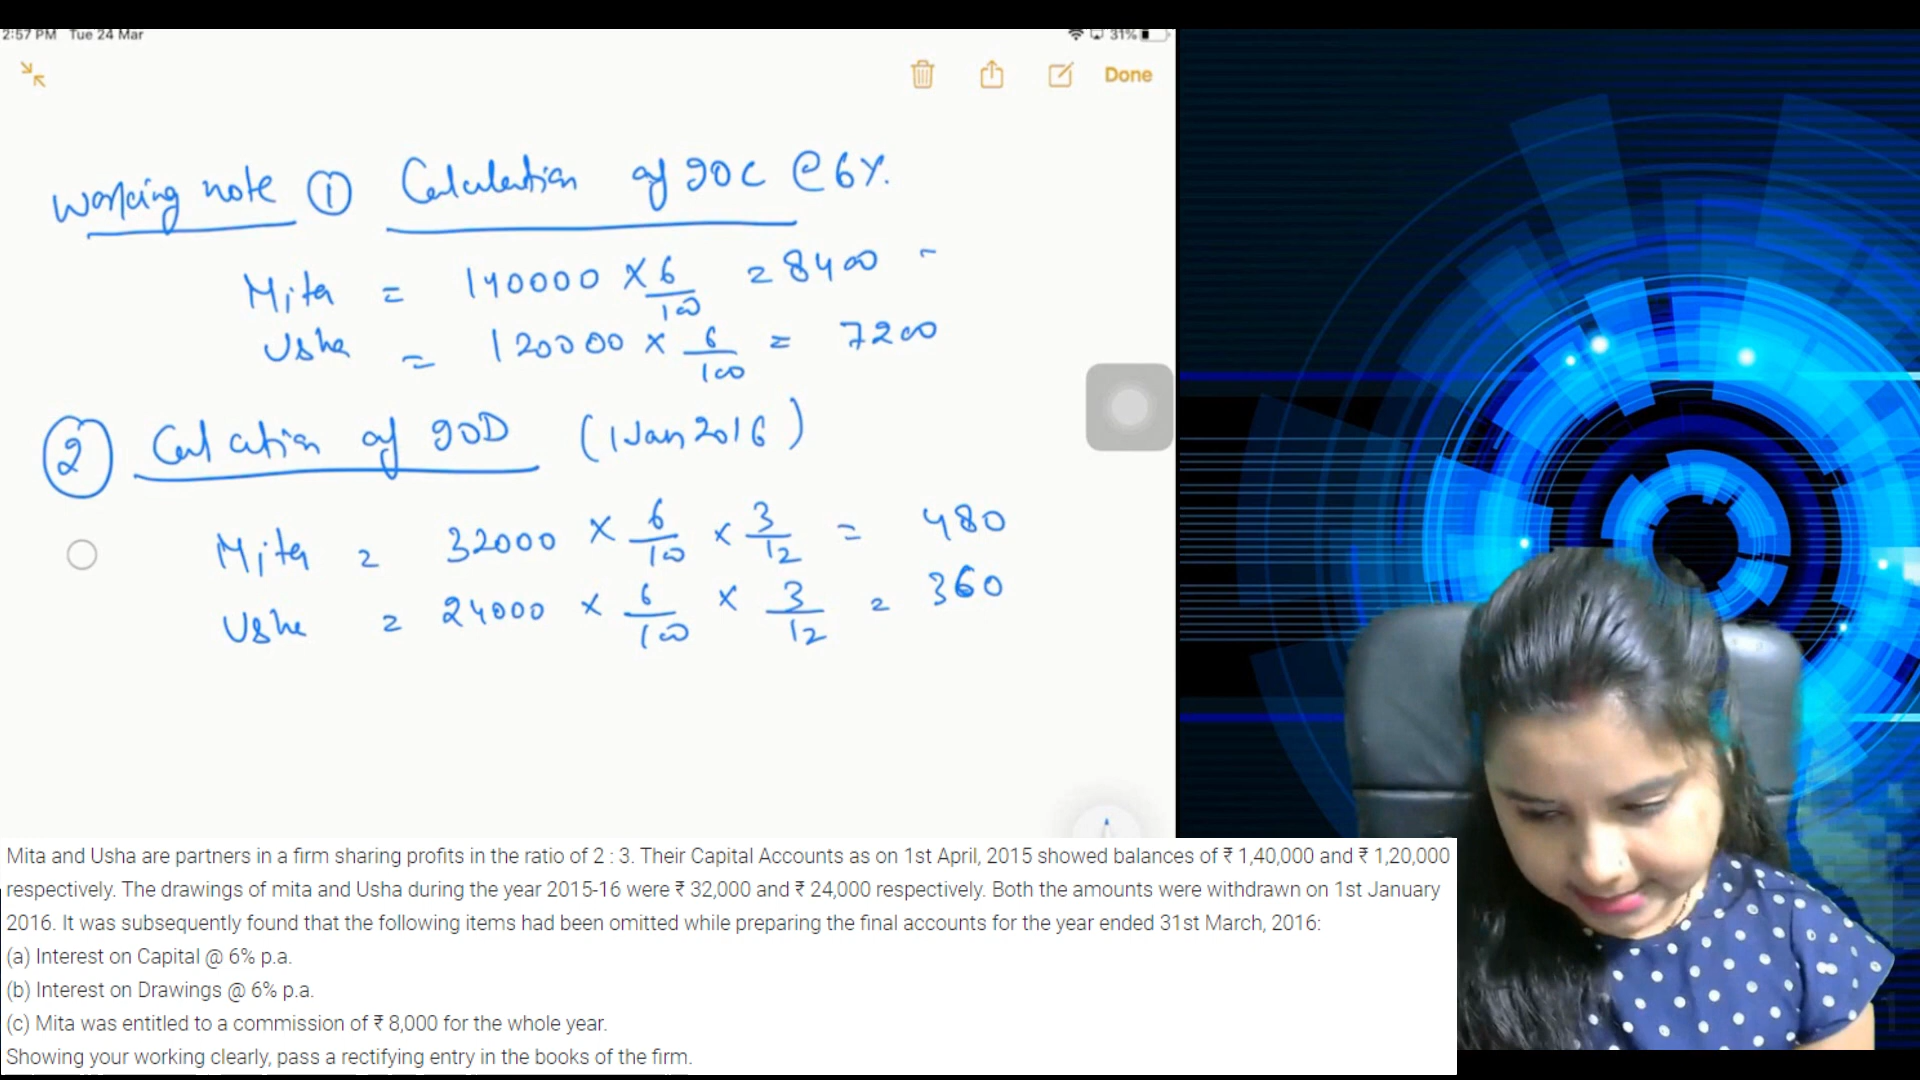 2:57 PM Tue 24 Mar
31%
Done
Working note ① Calculation of IOC @ 6%.
Mita = 140000 × 6/100 = 8400
Usha = 120000 × 6/100 = 7200
② Calculation of IOD (1 Jan 2016)
Mita = 32000 × 6/100 × 3/12 = 480
Usha = 24000 × 6/100 × 3/12 = 360
Mita and Usha are partners in a firm sharing profits in the ratio of 2 : 3. Their Capital Accounts as on 1st April, 2015 showed balances of ₹ 1,40,000 and ₹ 1,20,000
respectively. The drawings of mita and Usha during the year 2015-16 were ₹ 32,000 and ₹ 24,000 respectively. Both the amounts were withdrawn on 1st January
2016. It was subsequently found that the following items had been omitted while preparing the final accounts for the year ended 31st March, 2016:
(a) Interest on Capital @ 6% p.a.
(b) Interest on Drawings @ 6% p.a.
(c) Mita was entitled to a commission of ₹ 8,000 for the whole year.
Showing your working clearly, pass a rectifying entry in the books of the firm.